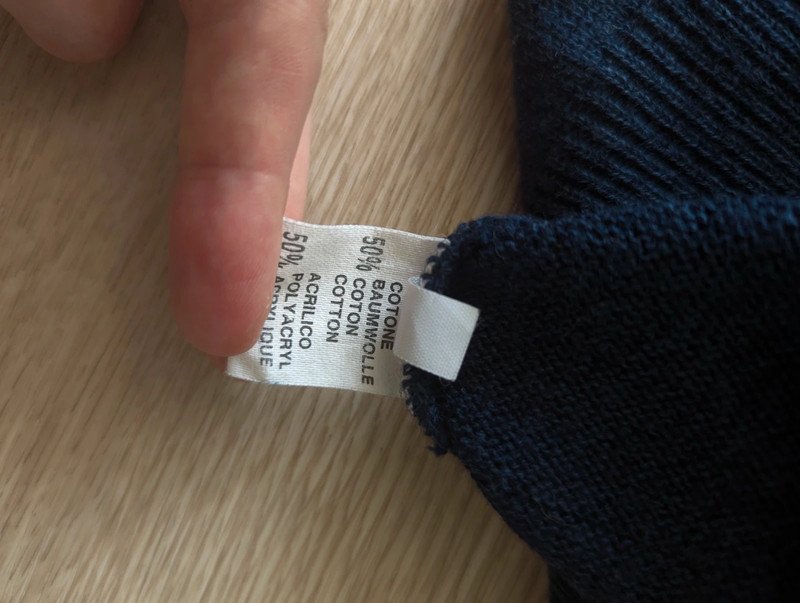 COTONE
50% BAUMWOLLE
COTON
COTTON
ACRILICO
50% POLYACRYL
ACRYLIQUE